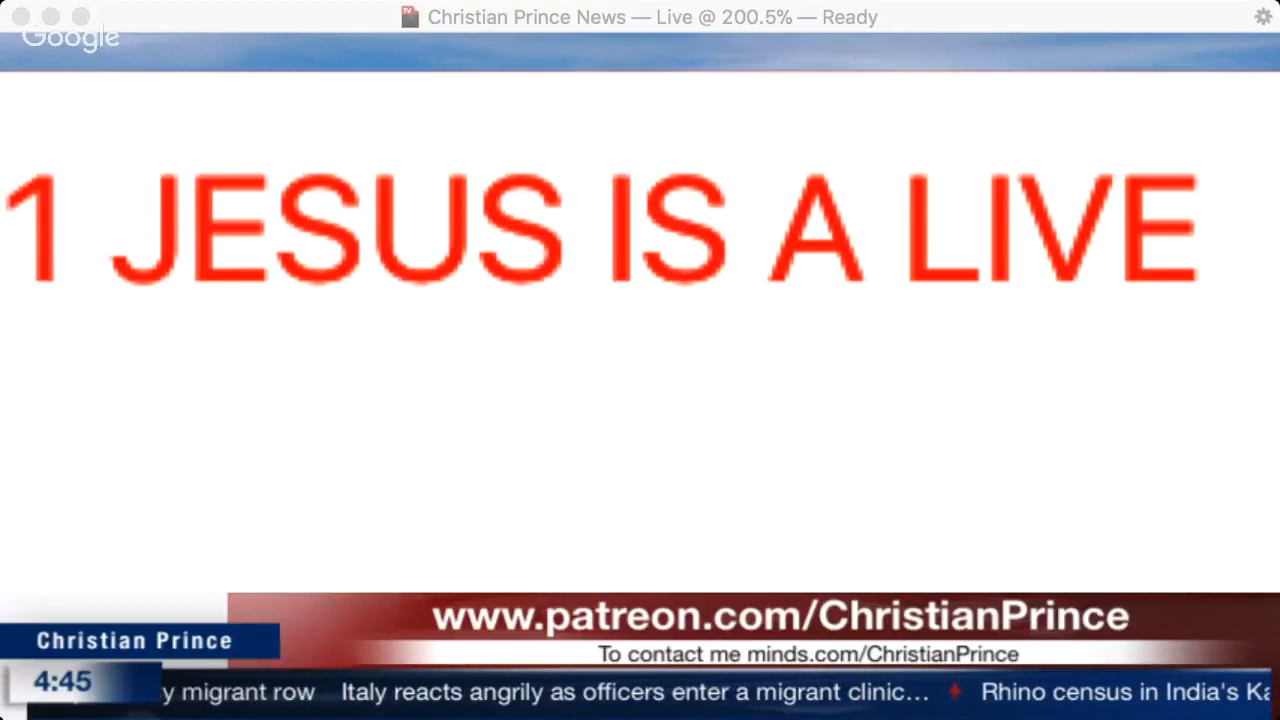 Christian Prince News — Live @ 200.5% — Ready
Google
1 JESUS IS A LIVE
www.patreon.com/ChristianPrince
Christian Prince
To contact me minds.com/ChristianPrince
4:45
y migrant row Italy reacts angrily as officers enter a migrant clinic... Rhino census in India's